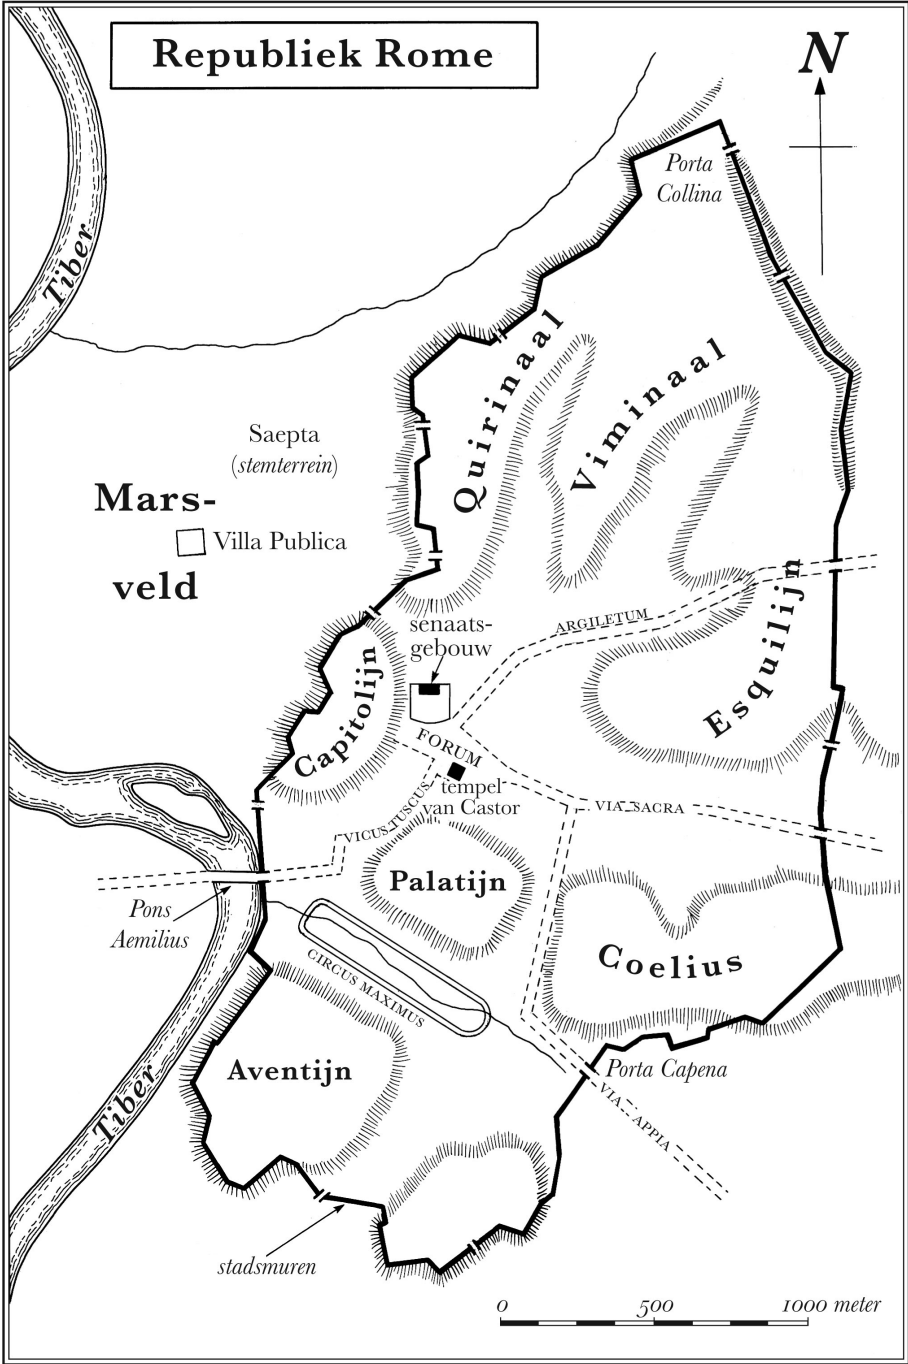 Republiek Rome
N
Porta
Collina
Tiber
Quirinaal
Viminaal
Saepta
(stemterrein)
Mars-
veld
Villa Publica
senaats-
gebouw
ARGILETUM
Esquilijn
Capitolijn
FORUM
tempel
van Castor
VIA SACRA
VICUS TUSCUS
Palatijn
Pons
Aemilius
CIRCUS MAXIMUS
Coelius
Aventijn
Porta Capena
VIA APPIA
Tiber
stadsmuren
0 500 1000 meter